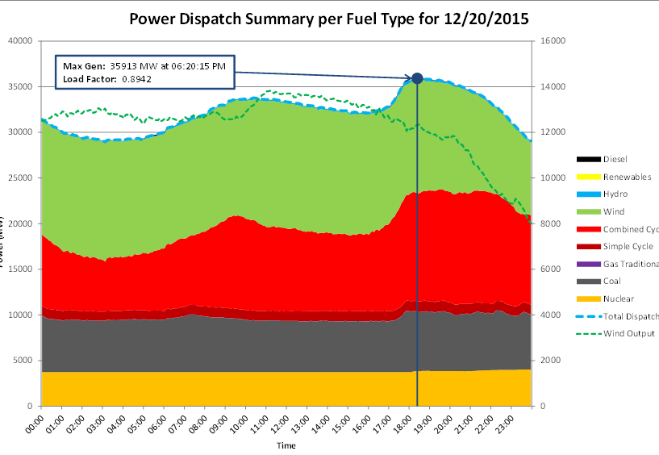 Power Dispatch Summary per Fuel Type for 12/20/2015
40000
35000
30000
25000
20000
15000
10000
5000
0
Max Gen: 35913 MW at 06:20:15 PM
Load Factor: 0.8942
16000
14000
12000
10000
8000
6000
4000
2000
0
Power (MW)
Diesel
Renewables
Hydro
Wind
Combined Cyc
Simple Cycle
Gas Traditiona
Coal
Nuclear
Total Dispatch
Wind Output
00:00
01:00
02:00
03:00
04:00
05:00
06:00
07:00
08:00
09:00
10:00
11:00
12:00
13:00
14:00
15:00
16:00
17:00
18:00
19:00
20:00
21:00
22:00
23:00
Time